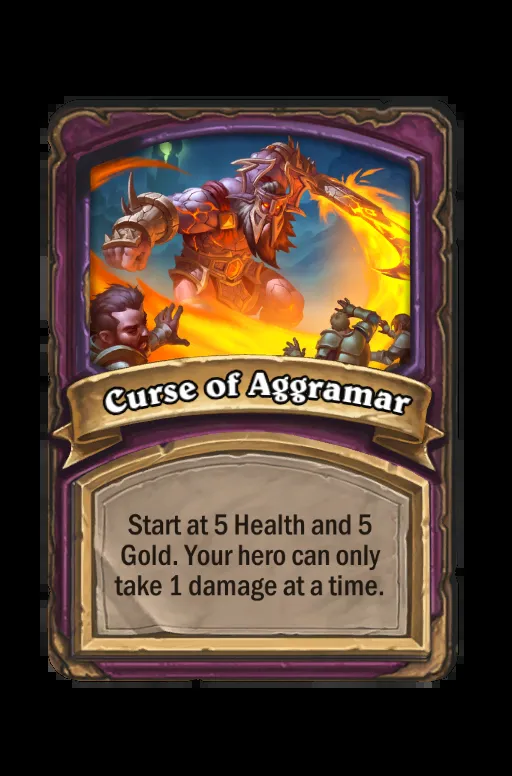 Curse of Aggramar
Start at 5 Health and 5
Gold. Your hero can only
take 1 damage at a time.